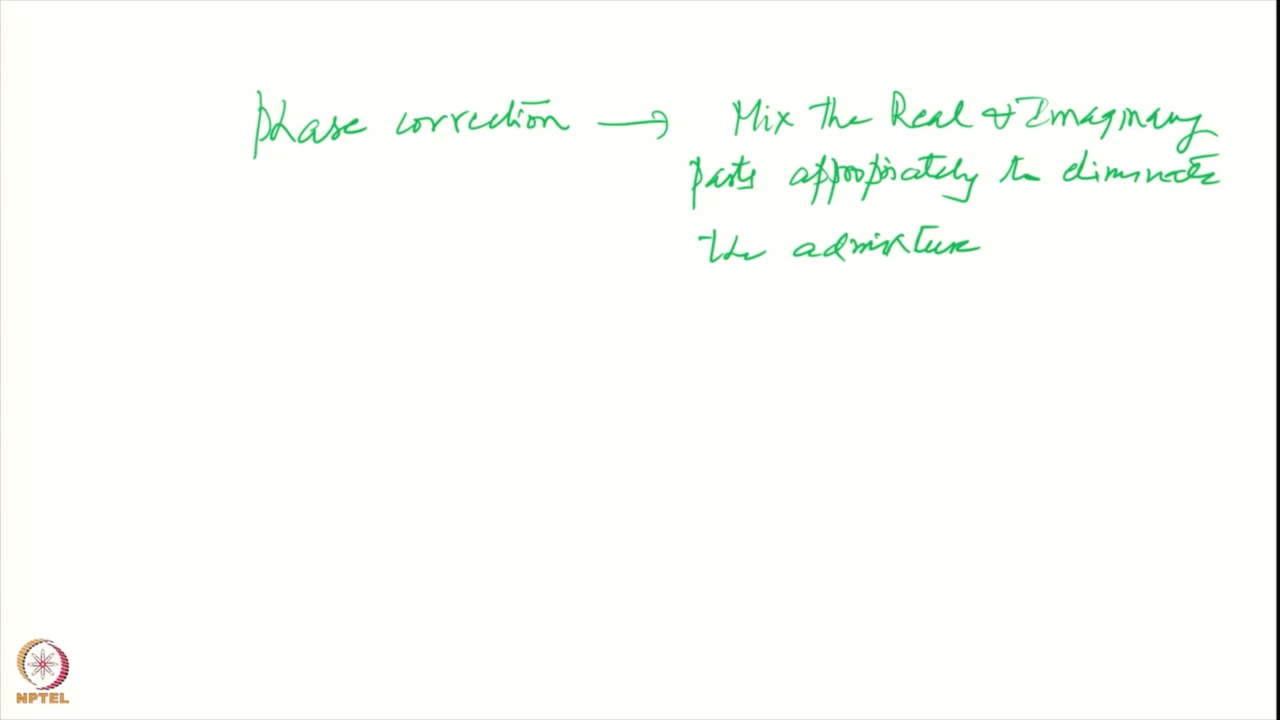 phase correction → Mix the Real & Imaginary
parts appropriately to eliminate
the admixture
NPTEL